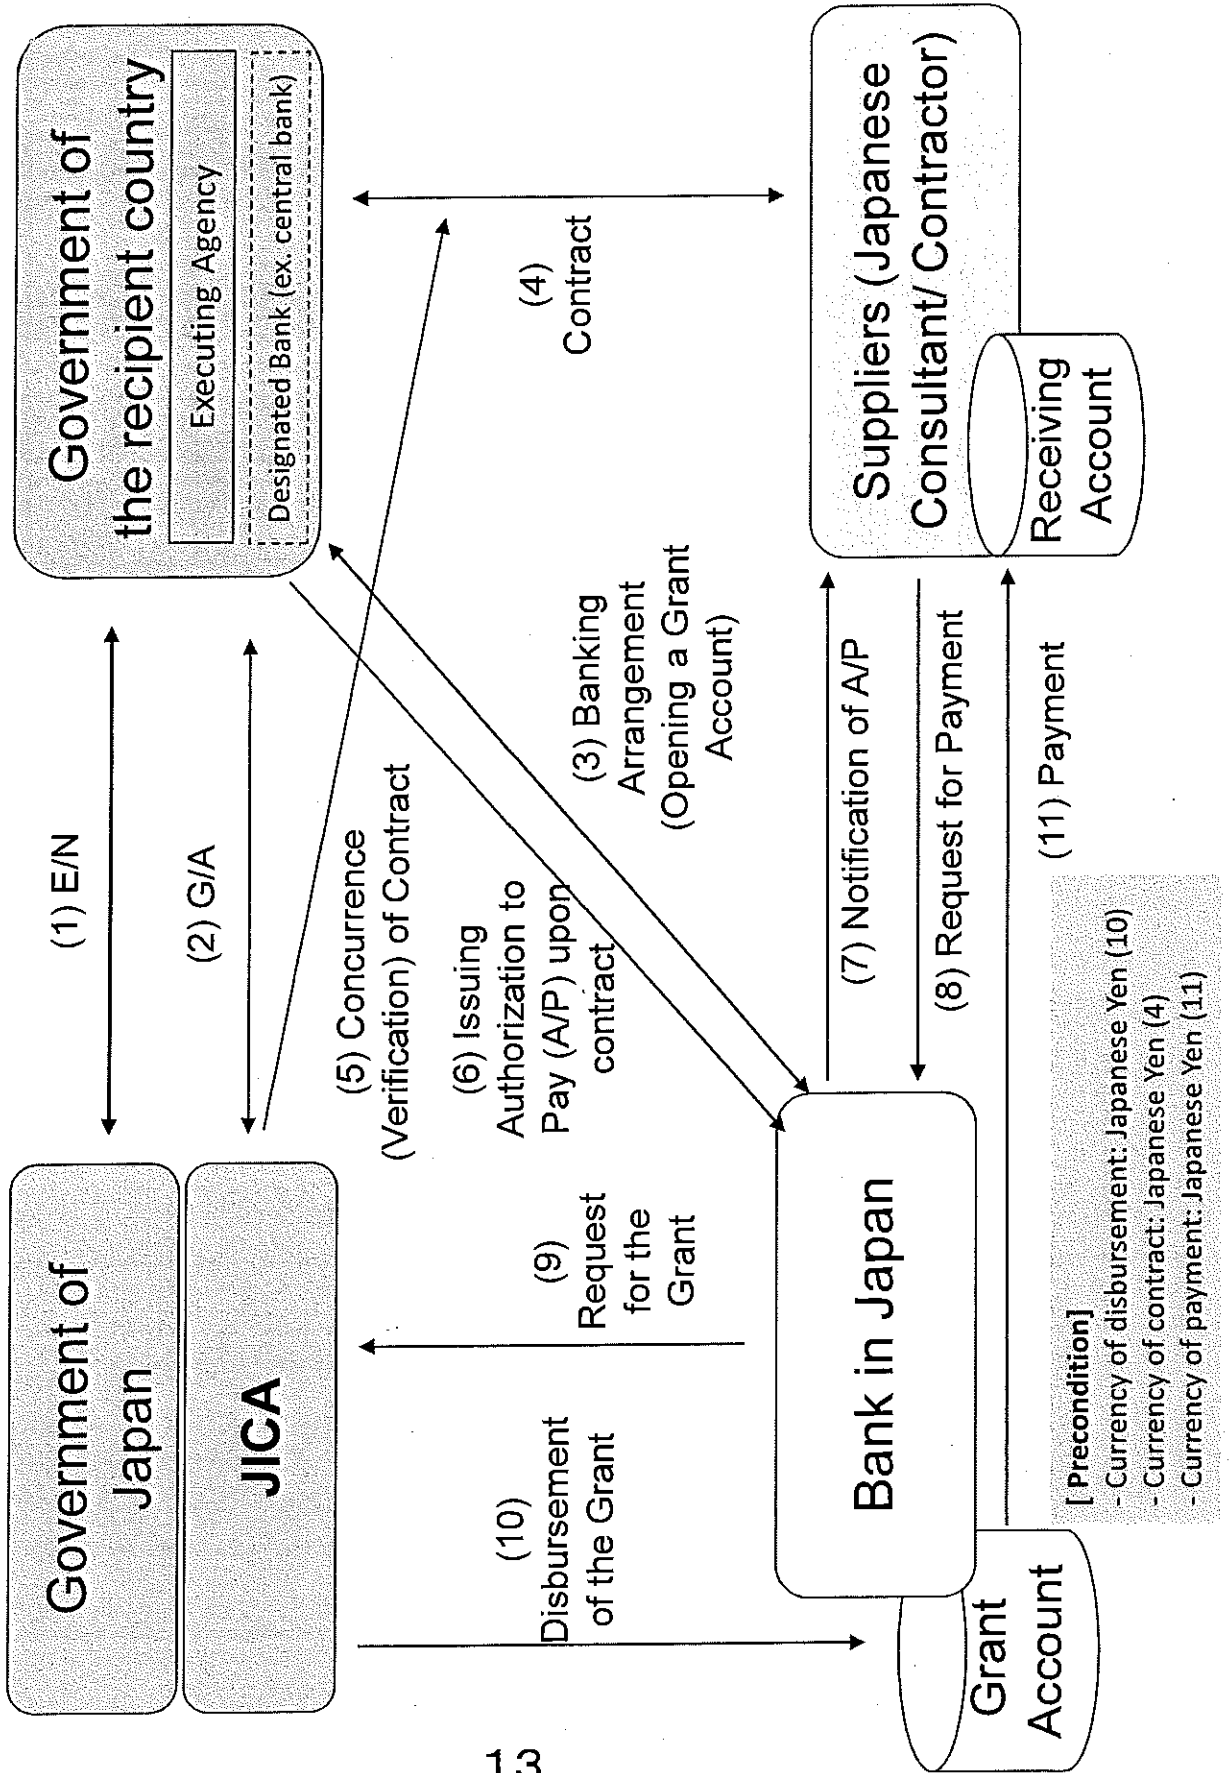 Government of
Japan
JICA
Government of
the recipient country
Executing Agency
Designated Bank (ex. central bank)
(1) E/N
(2) G/A
(5) Concurrence
(Verification) of Contract
(6) Issuing
Authorization to
Pay (A/P) upon
contract
(3) Banking
Arrangement
(Opening a Grant
Account)
(4)
Contract
(9)
Request
for the
Grant
(10)
Disbursement
of the Grant
Bank in Japan
Grant
Account
(7) Notification of A/P
(8) Request for Payment
(11) Payment
Suppliers (Japanese
Consultant/ Contractor)
Receiving
Account
[ Precondition]
- Currency of disbursement: Japanese Yen (10)
- Currency of contract: Japanese Yen (4)
- Currency of payment: Japanese Yen (11)
13